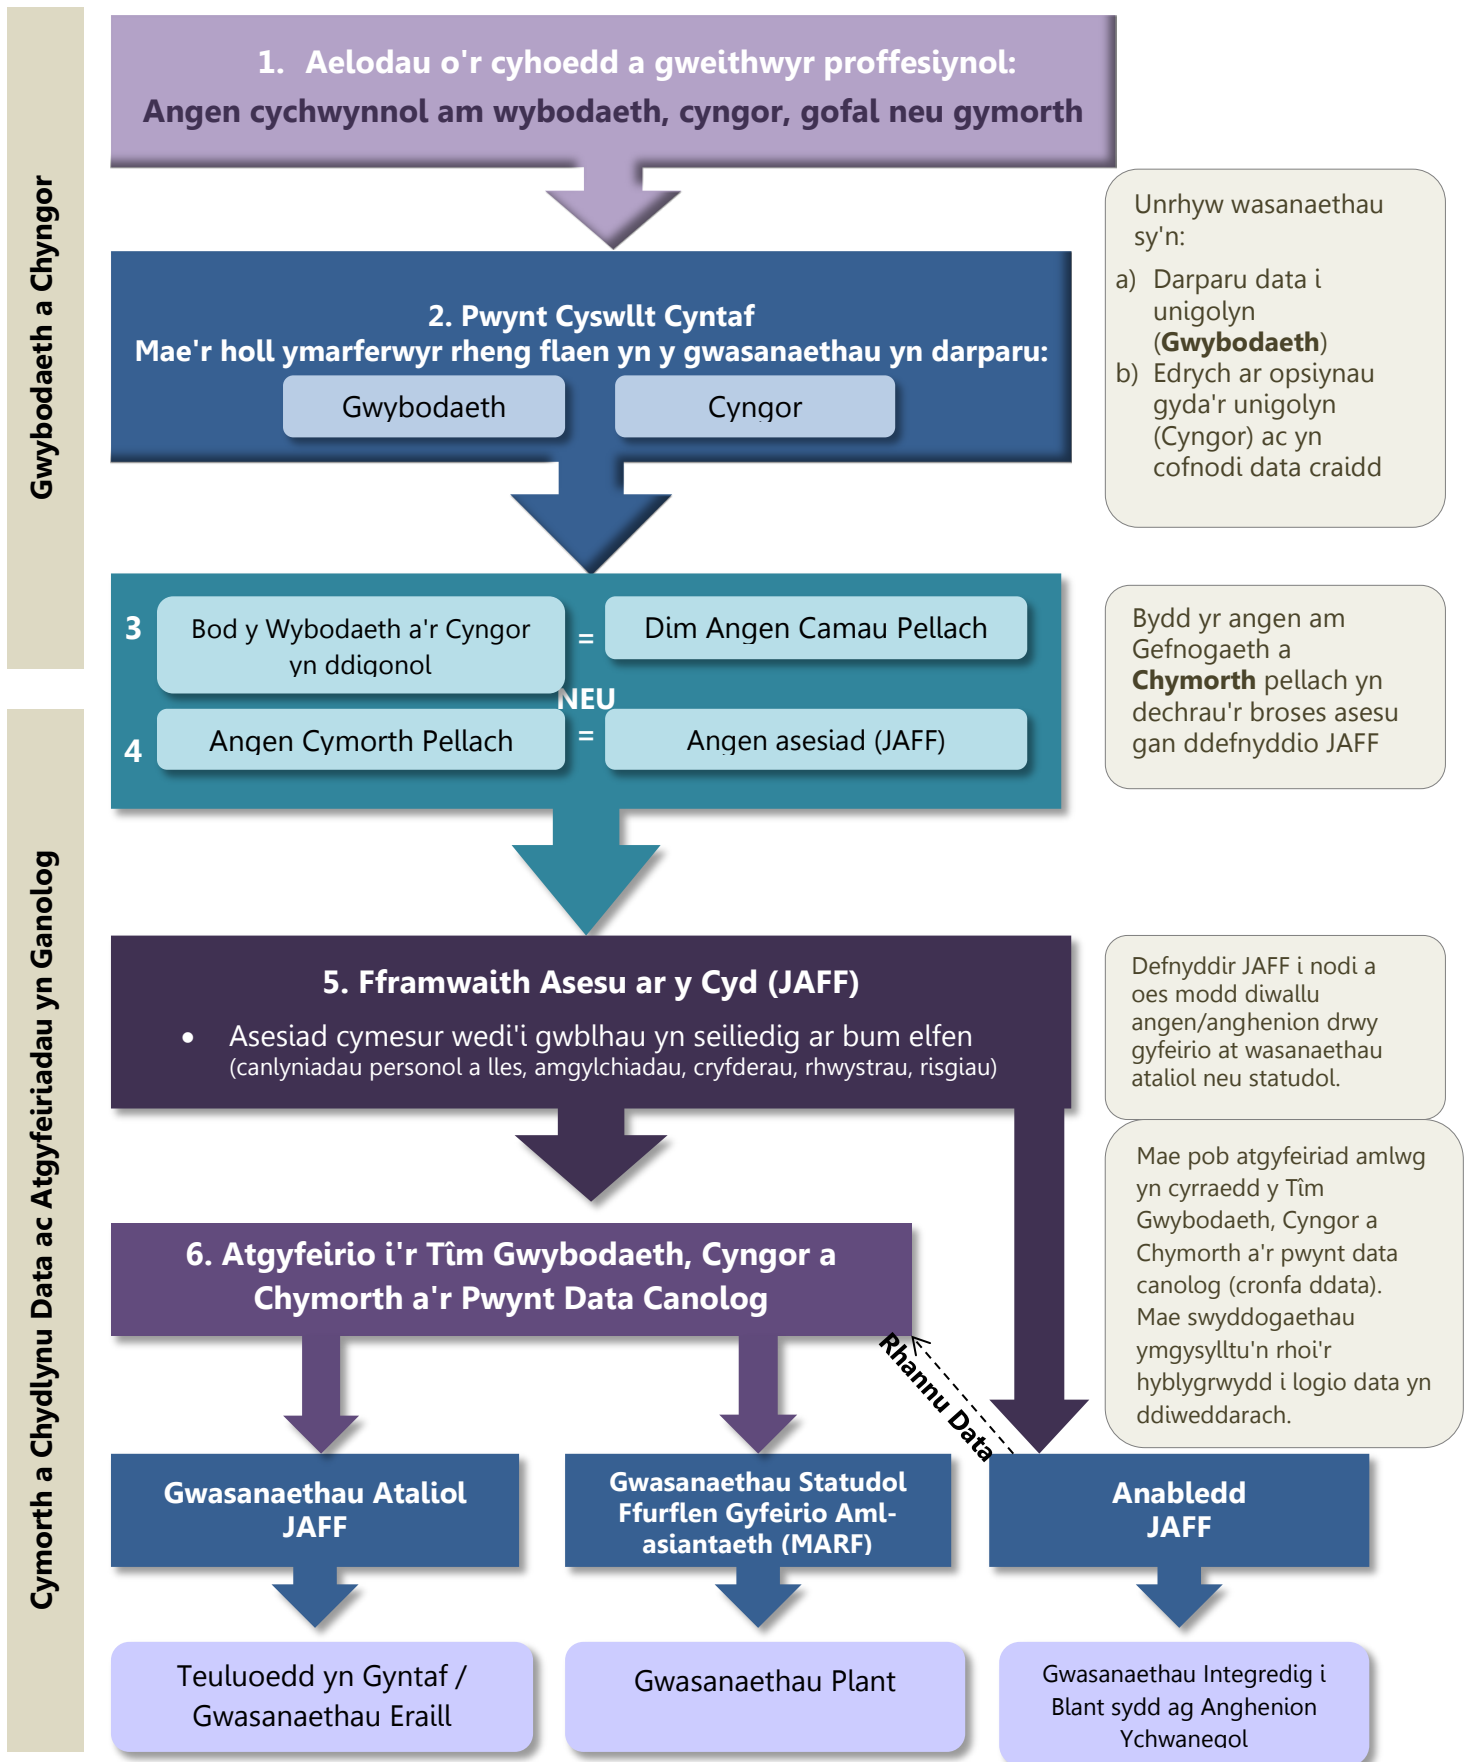 Gwybodaeth a Chyngor
1. Aelodau o'r cyhoedd a gweithwyr proffesiynol:
Angen cychwynnol am wybodaeth, cyngor, gofal neu gymorth
2. Pwynt Cyswllt Cyntaf
Mae'r holl ymarferwyr rheng flaen yn y gwasanaethau yn darparu:
Gwybodaeth
Cyngor
Unrhyw wasanaethau
sy'n:
a) Darparu data i
unigolyn
(Gwybodaeth)
b) Edrych ar opsiynau
gyda'r unigolyn
(Cyngor) ac yn
cofnodi data craidd
3
Bod y Wybodaeth a'r Cyngor
yn ddigonol
=
Dim Angen Camau Pellach
NEU
4
Angen Cymorth Pellach
=
Angen asesiad (JAFF)
Bydd yr angen am
Gefnogaeth a
Chymorth pellach yn
dechrau'r broses asesu
gan ddefnyddio JAFF
Cymorth a Chydlynu Data ac Atgyfeiriadau yn Ganolog
5. Fframwaith Asesu ar y Cyd (JAFF)
• Asesiad cymesur wedi'i gwblhau yn seiliedig ar bum elfen
(canlyniadau personol a lles, amgylchiadau, cryfderau, rhwystrau, risgiau)
Defnyddir JAFF i nodi a
oes modd diwallu
angen/anghenion drwy
gyfeirio at wasanaethau
ataliol neu statudol.
Mae pob atgyfeiriad amlwg
yn cyrraedd y Tîm
Gwybodaeth, Cyngor a
Chymorth a'r pwynt data
canolog (cronfa ddata).
Mae swyddogaethau
ymgysylltu'n rhoi'r
hyblygrwydd i logio data yn
ddiweddarach.
6. Atgyfeirio i'r Tîm Gwybodaeth, Cyngor a
Chymorth a'r Pwynt Data Canolog
Rhannu Data
Gwasanaethau Ataliol
JAFF
Gwasanaethau Statudol
Ffurflen Gyfeirio Aml-
asiantaeth (MARF)
Anabledd
JAFF
Teuluoedd yn Gyntaf /
Gwasanaethau Eraill
Gwasanaethau Plant
Gwasanaethau Integredig i
Blant sydd ag Anghenion
Ychwanegol